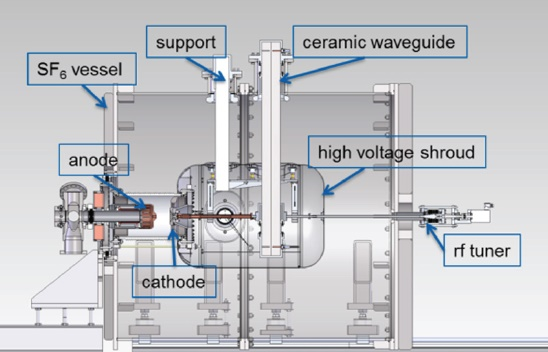 support
ceramic waveguide
SF₆ vessel
anode
high voltage shroud
cathode
rf tuner